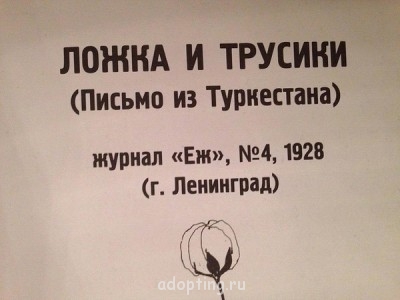 ЛОЖКА И ТРУСИКИ
(Письмо из Туркестана)
журнал «Еж», №4, 1928
(г. Ленинград)
adopting.ru